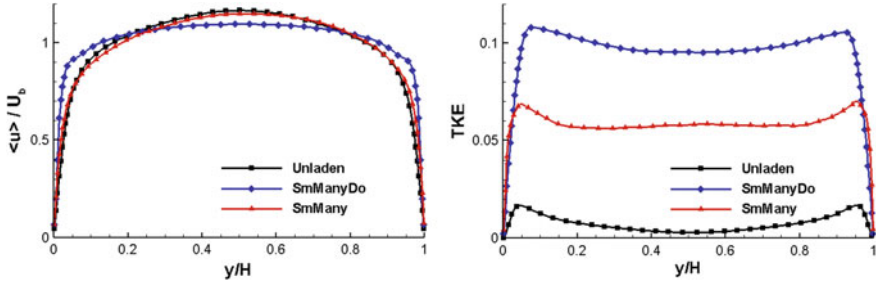 <u> / U_b
1
0.5
0
0 0.2 0.4 0.6 0.8 1
y/H
Unladen
SmManyDo
SmMany
TKE
0.1
0.05
0
0 0.2 0.4 0.6 0.8 1
y/H
Unladen
SmManyDo
SmMany